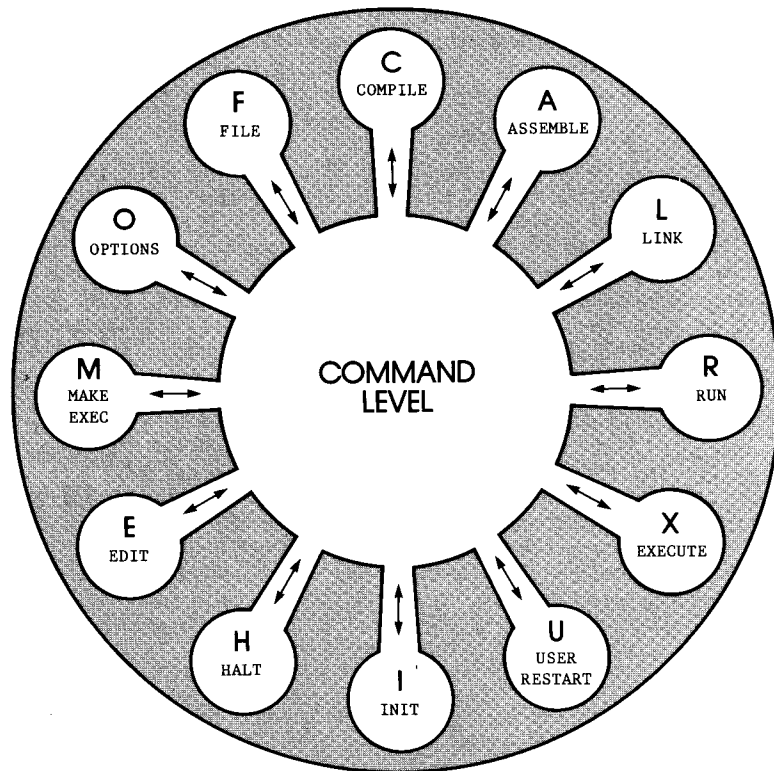 C
COMPILE
A
ASSEMBLE
L
LINK
R
RUN
X
EXECUTE
U
USER
RESTART
I
INIT
H
HALT
E
EDIT
M
MAKE
EXEC
O
OPTIONS
F
FILE
COMMAND
LEVEL